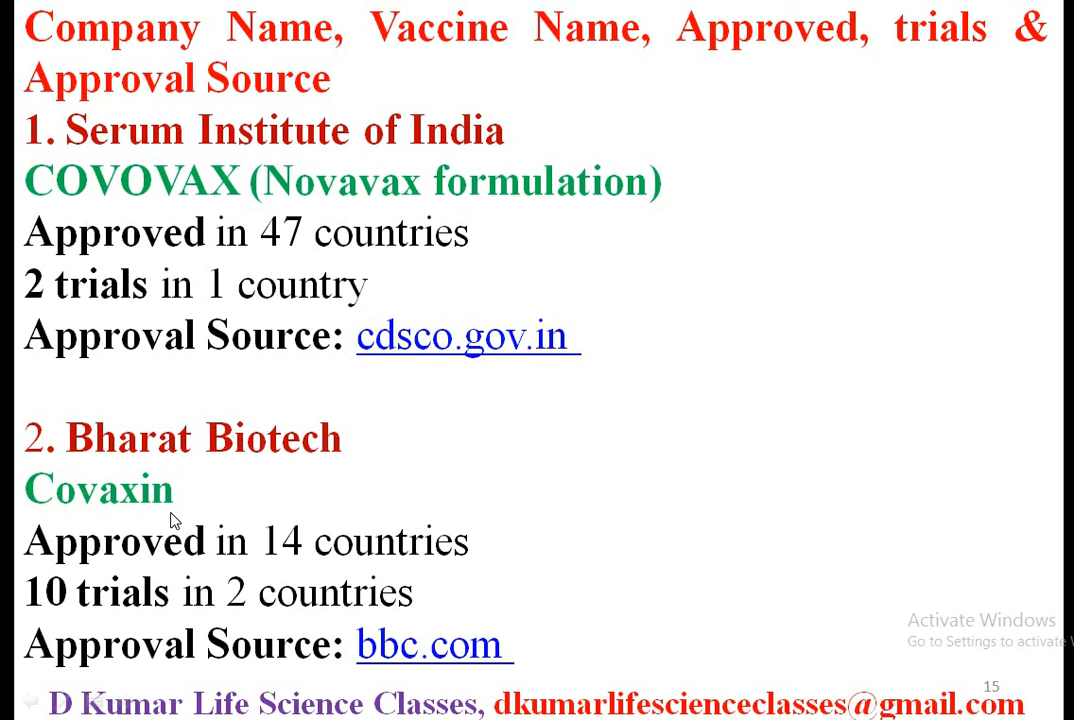 Company Name, Vaccine Name, Approved, trials &
Approval Source
1. Serum Institute of India
COVOVAX (Novavax formulation)
Approved in 47 countries
2 trials in 1 country
Approval Source: cdsco.gov.in
2. Bharat Biotech
Covaxin
Approved in 14 countries
10 trials in 2 countries
Approval Source: bbc.com
Activate Windows
Go to Settings to activate
15
D Kumar Life Science Classes, dkumarlifescienceclasses@gmail.com